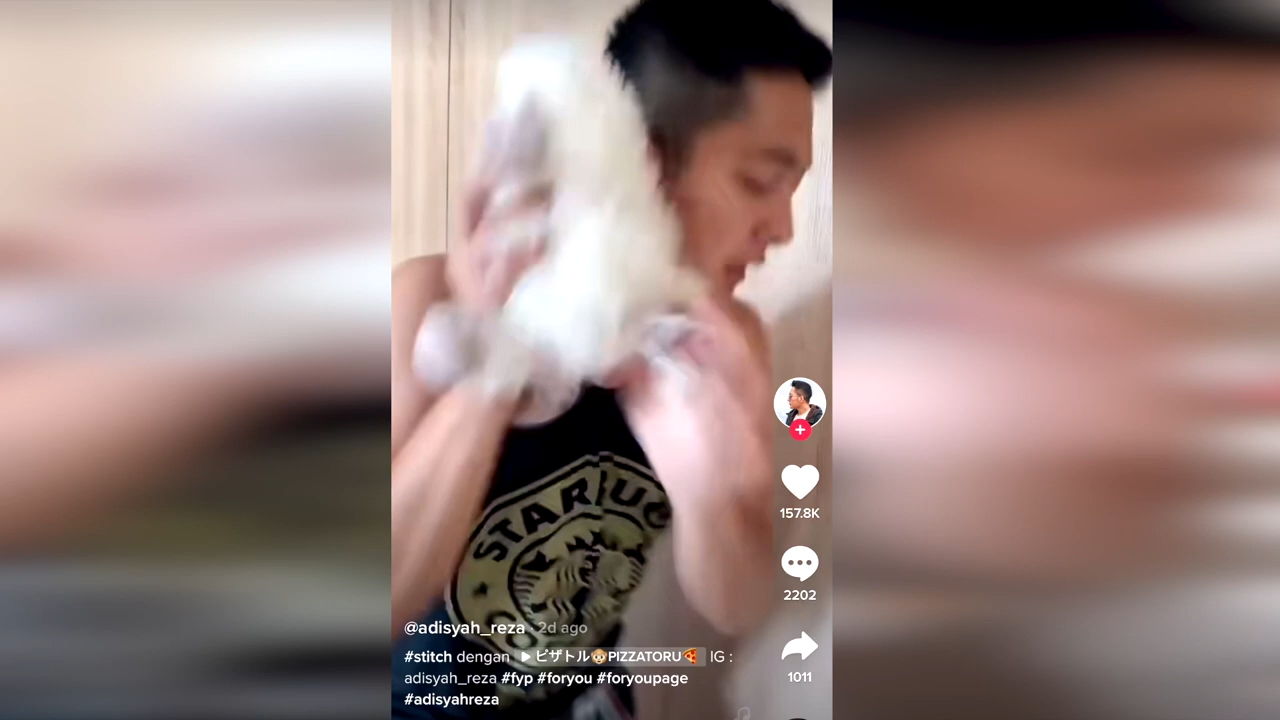 STARBUC
157.8K
2202
1011
@adisyah_reza · 2d ago
#stitch dengan ▶ ピザトル🐵PIZZATORU🍕 IG :
adisyah_reza #fyp #foryou #foryoupage
#adisyahreza